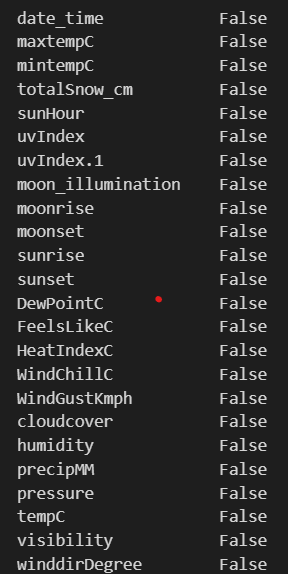 date_time False
maxtempC False
mintempC False
totalSnow_cm False
sunHour False
uvIndex False
uvIndex.1 False
moon_illumination False
moonrise False
moonset False
sunrise False
sunset False
DewPointC False
FeelsLikeC False
HeatIndexC False
WindChillC False
WindGustKmph False
cloudcover False
humidity False
precipMM False
pressure False
tempC False
visibility False
winddirDegree False